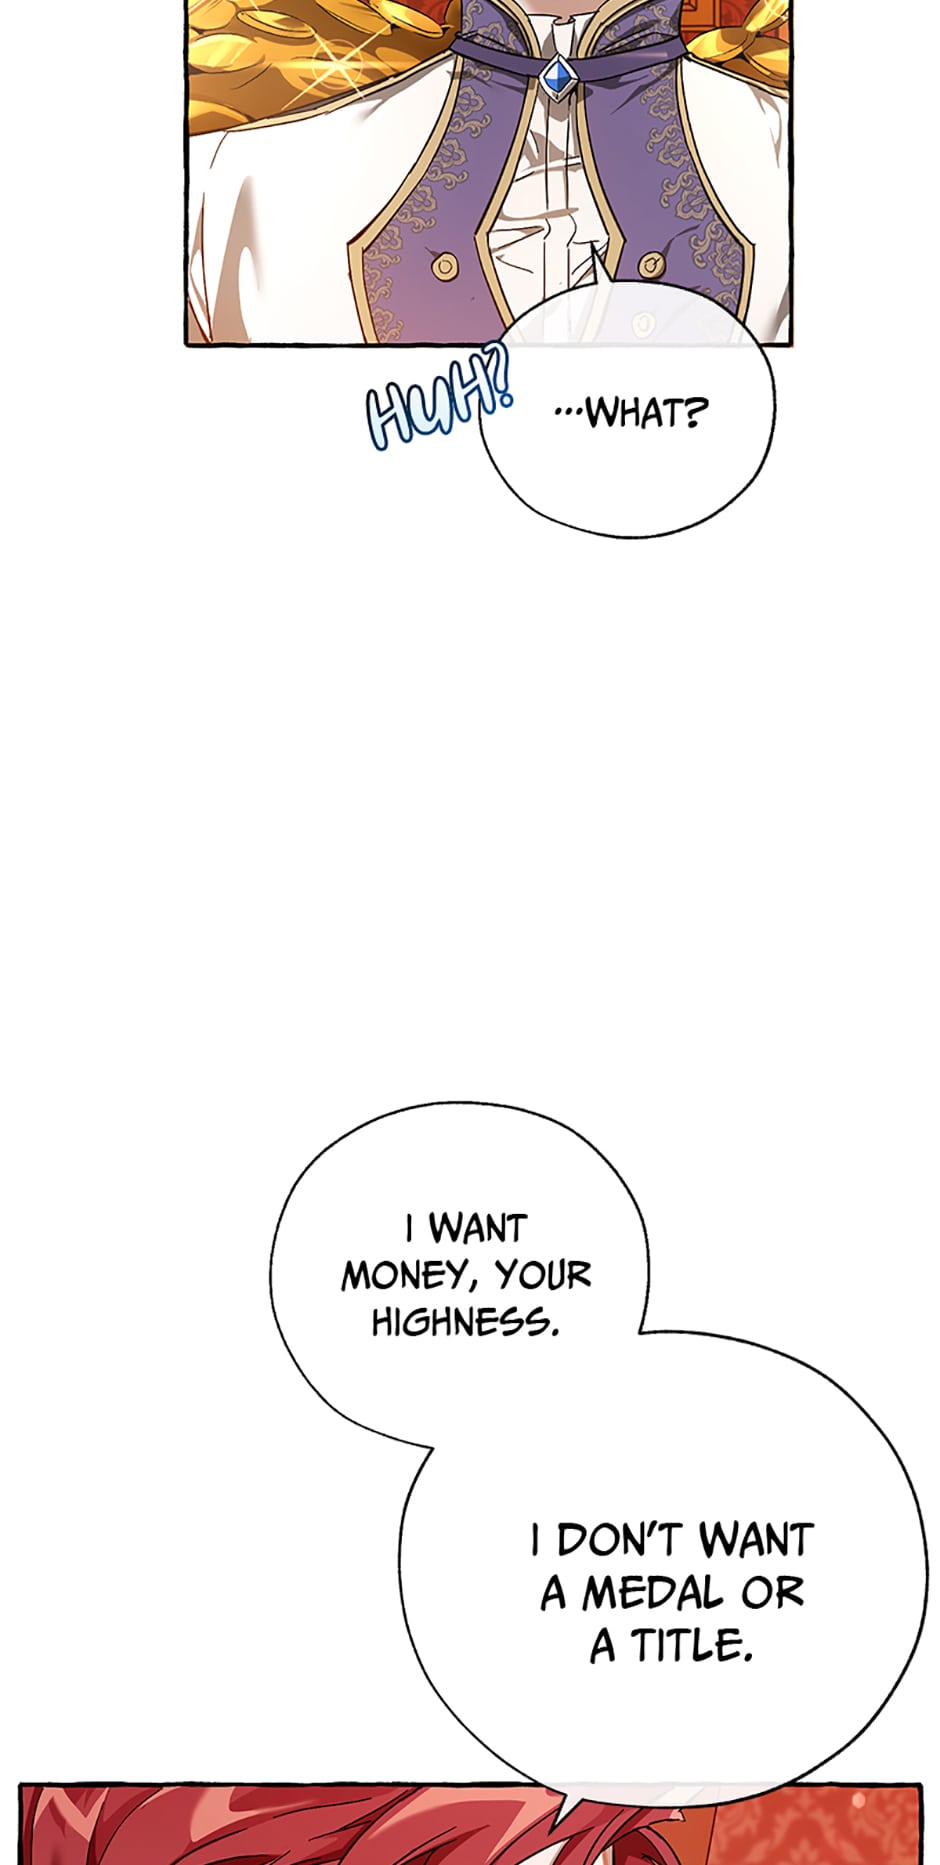 HUH?
...WHAT?
I WANT
MONEY, YOUR
HIGHNESS.
I DON'T WANT
A MEDAL OR
A TITLE.